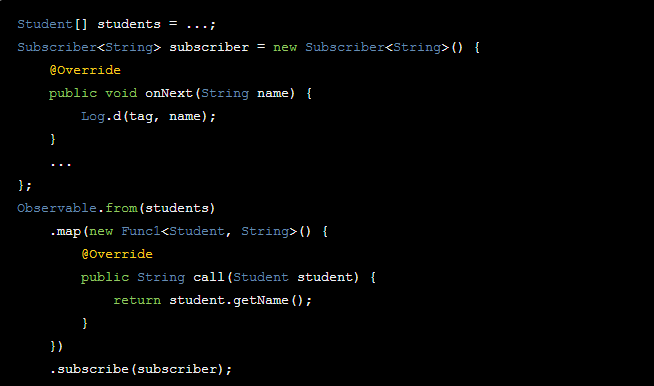 Student[] students = ...;
Subscriber<String> subscriber = new Subscriber<String>() {
    @Override
    public void onNext(String name) {
        Log.d(tag, name);
    }
    ...
};
Observable.from(students)
    .map(new Func1<Student, String>() {
        @Override
        public String call(Student student) {
            return student.getName();
        }
    })
    .subscribe(subscriber);